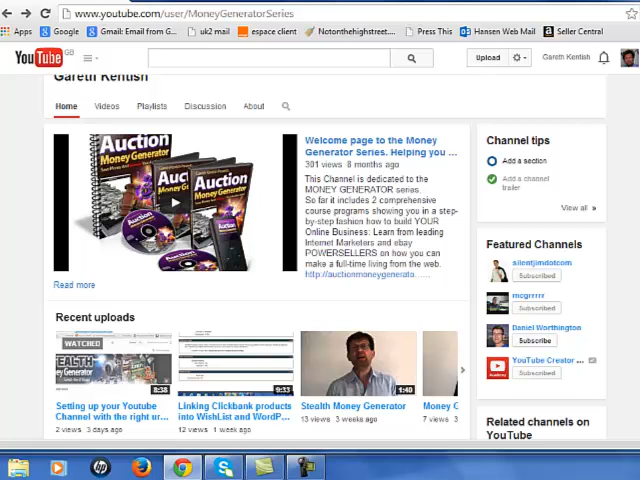 www.youtube.com/user/MoneyGeneratorSeries
Apps Google Gmail: Email from G... uk2 mail espace client Notonthehighstreet.... Press This Hansen Web Mail Seller Central
YouTube GB Upload Gareth Kentish
Gareth Kentish
Home Videos Playlists Discussion About
Auction
Money Generator
Welcome page to the Money
Generator Series. Helping you ...
301 views 8 months ago
This Channel is dedicated to the
MONEY GENERATOR series.
So far it includes 2 comprehensive
course programs showing you in a step-
by-step fashion how to build YOUR
Online Business: Learn from leading
Internet Marketers and ebay
POWERSELLERS on how you can
make a full-time living from the web.
http://auctionmoneygenerata......
Read more
Channel tips
Add a section
Add a channel
trailer
View all »
Featured Channels
silentjimdotcom
Subscribed
mcgrrrrr
Subscribed
Daniel Worthington
Subscribe
YouTube Creator ...
Subscribed
Related channels on
YouTube
Recent uploads
WATCHED
8:38
9:33
1:40
Setting up your Youtube
Channel with the right ur...
2 views 3 days ago
Linking Clickbank products
into WishList and WordP...
12 views 1 week ago
Stealth Money Generator
13 views 3 weeks ago
Money G
7 views 3